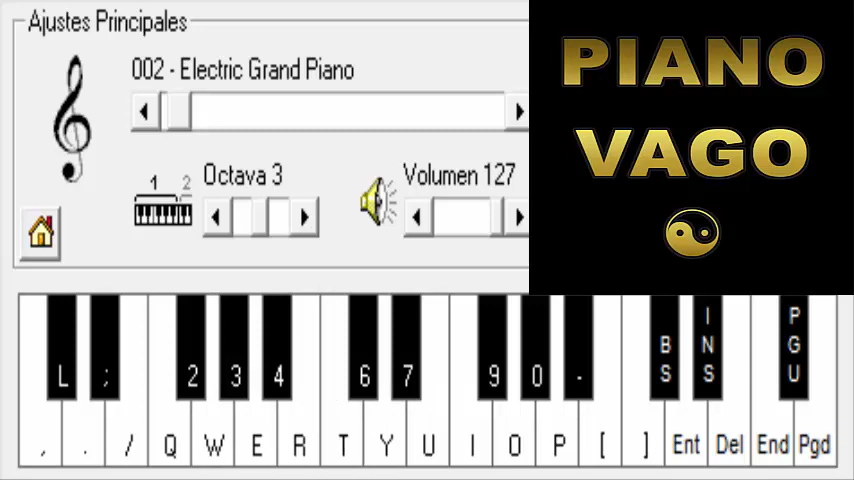 Ajustes Principales
002 - Electric Grand Piano
1 2
Octava 3
Volumen 127
PIANO
VAGO
L ; 2 3 4 6 7 9 0 - BS INS PGU
, . / Q W E R T Y U I O P [ ] Ent Del End Pgd